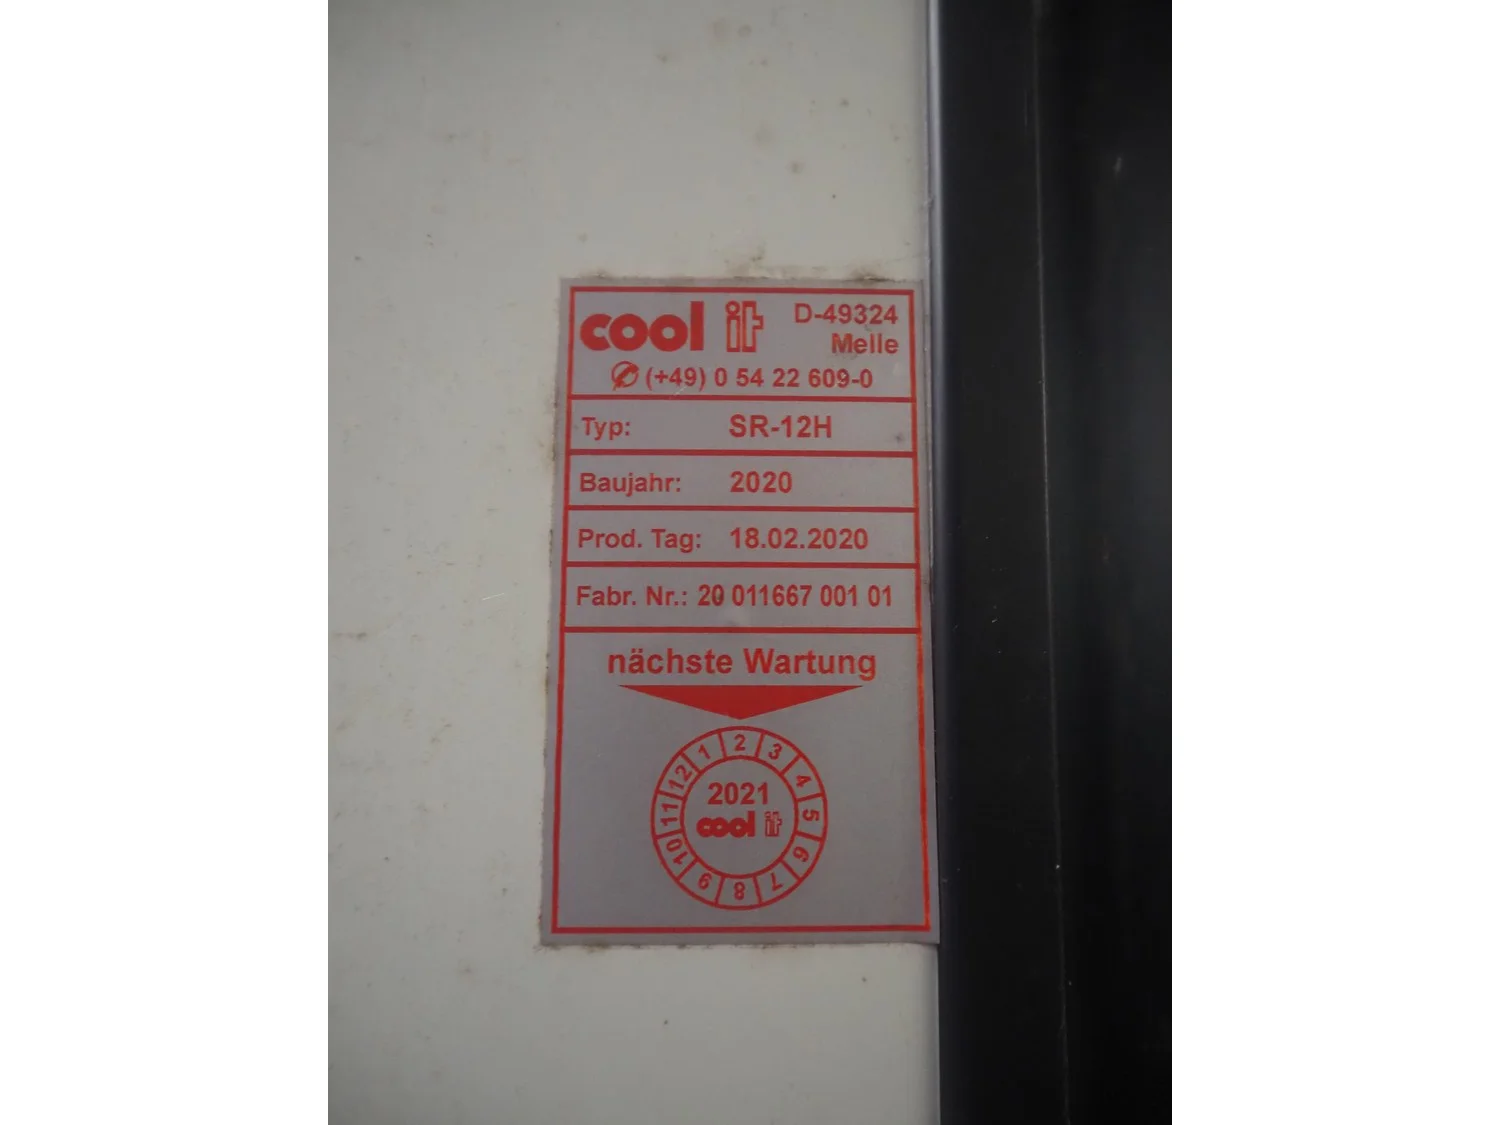 cool it D-49324
Melle
(+49) 0 54 22 609-0
Typ: SR-12H
Baujahr: 2020
Prod. Tag: 18.02.2020
Fabr. Nr.: 20 011667 001 01
nächste Wartung
1 2 3 4 5 6 7 8 9 10 11 12
2021
cool it